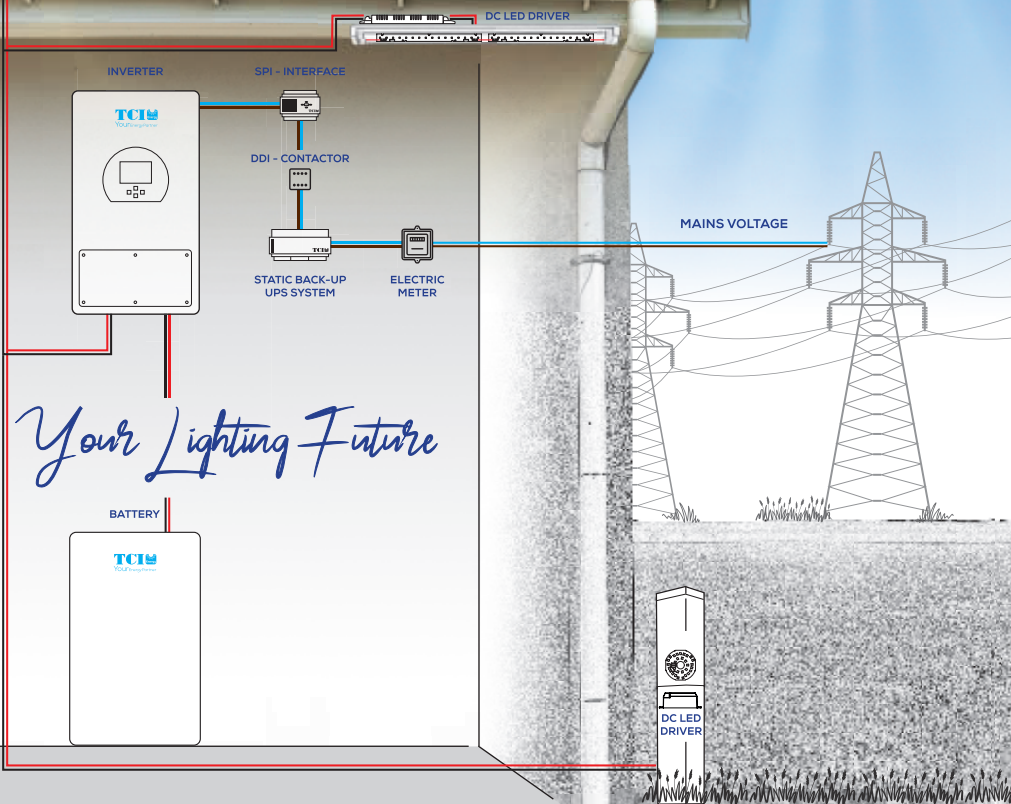 DC LED DRIVER
INVERTER
SPI - INTERFACE
TCI
DDI - CONTACTOR
TCI
MAINS VOLTAGE
STATIC BACK-UP
UPS SYSTEM
ELECTRIC
METER
Your Lighting Future
BATTERY
TCI
DC LED
DRIVER